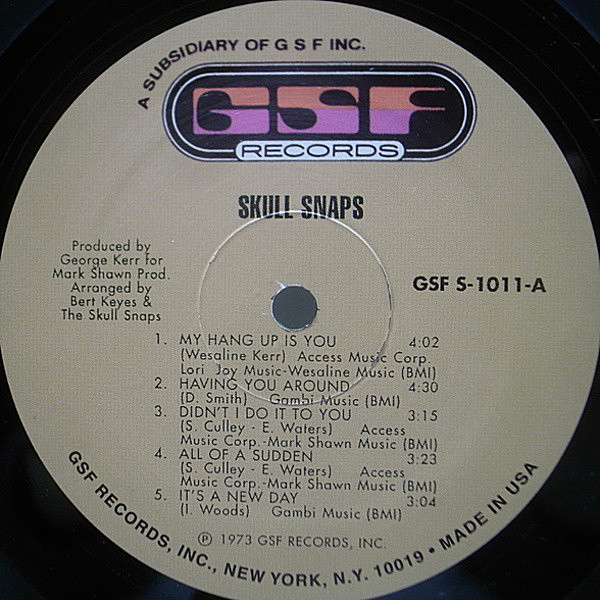 A SUBSIDIARY OF G S F INC.
GSF
RECORDS
SKULL SNAPS
Produced by
George Kerr for
Mark Shawn Prod.
Arranged by
Bert Keyes &
The Skull Snaps
GSF S-1011-A
1. MY HANG UP IS YOU 4:02
(Wesaline Kerr) Access Music Corp.
Lori Joy Music-Wesaline Music (BMI)
2. HAVING YOU AROUND 4:30
(D. Smith) Gambi Music (BMI)
3. DIDN'T I DO IT TO YOU 3:15
(S. Culley - E. Waters) Access
Music Corp.-Mark Shawn Music (BMI)
4. ALL OF A SUDDEN 3:23
(S. Culley - E. Waters) Access
Music Corp.-Mark Shawn Music (BMI)
5. IT'S A NEW DAY 3:04
(I. Woods) Gambi Music (BMI)
℗ 1973 GSF RECORDS, INC.
GSF RECORDS, INC., NEW YORK, N.Y. 10019 • MADE IN USA